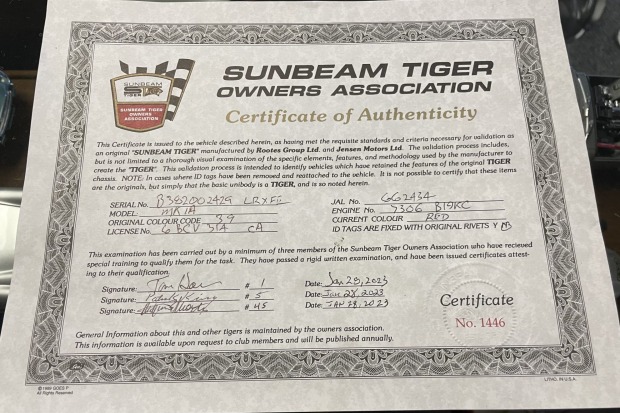 SUNBEAM
TIGER
SUNBEAM TIGER
OWNERS
ASSOCIATION
SUNBEAM TIGER
OWNERS ASSOCIATION
Certificate of Authenticity
This Certificate is issued to the vehicle described herein, as having met the requisite standards and criteria necessary for validation as
an original "SUNBEAM TIGER" manufactured by Rootes Group Ltd. and Jensen Motors Ltd. The validation process includes,
but is not limited to a thorough visual examination of the specific elements, features, and methodology used by the manufacturer to
create the "TIGER". This validation process is intended to identify vehicles which have retained the features of the original TIGER
chassis. NOTE: In cases where ID tags have been removed and reattached to the vehicle. It is not possible to certify that these items
are the originals, but simply that the basic unibody is a TIGER, and is so noted herein.
SERIAL No. B382002429 LRXFE
JAL No. GG2434
MODEL: MK1A
ENGINE No. 5306 B19KC
ORIGINAL COLOUR CODE 39
CURRENT COLOUR RED
LICENSE No. 6 BCV 314 CA
ID TAGS ARE FIXED WITH ORIGINAL RIVETS Y
This examination has been carried out by a minimum of three members of the Sunbeam Tiger Owners Association who have recieved
special training to qualify them for the task. They have passed a rigid written examination, and have been issued certificates attest-
ing to their qualification.
Signature: # 1 Date: Jan 28, 2023
Signature: # 5 Date: Jan 28, 2023
Signature: # 45 Date: JAN 28, 2023
Certificate
No. 1446
General Information about this and other tigers is maintained by the owners association.
This information is available upon request to club members and will be published annually.
All Rights Reserved
LITHO. IN U.S.A.